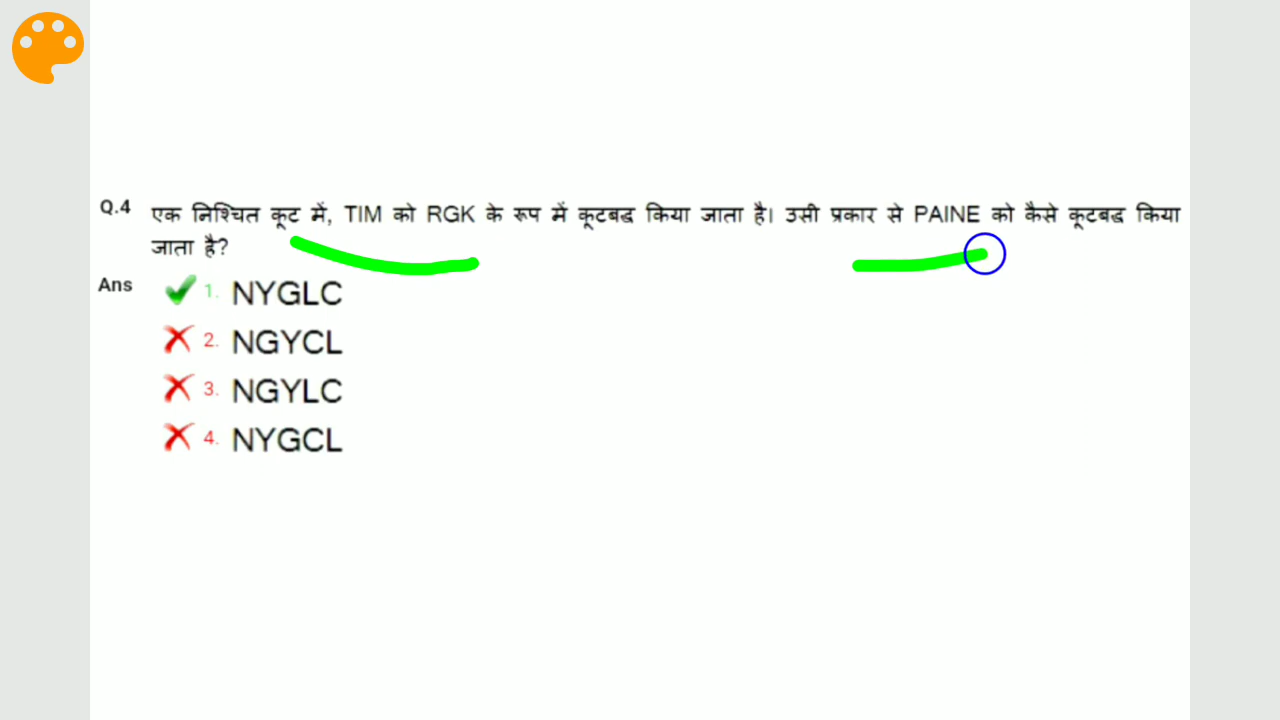 Q.4 एक निश्चित कूट में, TIM को RGK के रूप में कूटबद्ध किया जाता है। उसी प्रकार से PAINE को कैसे कूटबद्ध किया
जाता है?
Ans 1. NYGLC
2. NGYCL
3. NGYLC
4. NYGCL